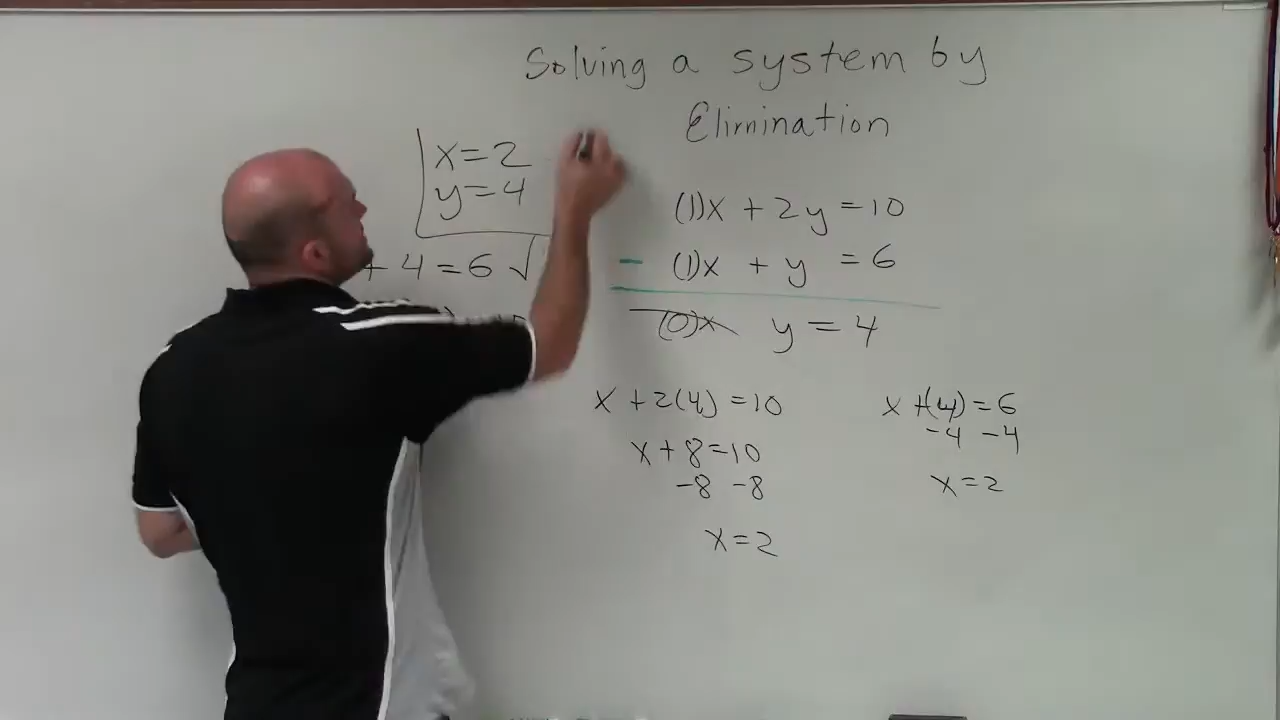 Solving a system by
Elimination
x=2
y=4
+ 4 = 6 √
(1)x + 2y = 10
- (1)x + y = 6
(0)x y = 4
x + 2(4) = 10
x + 8 = 10
-8 -8
x = 2
x + (4) = 6
-4 -4
x = 2